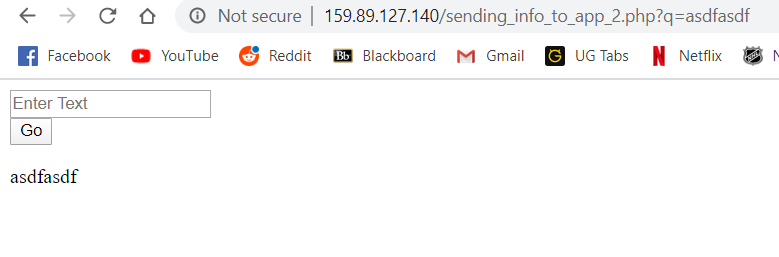 Not secure | 159.89.127.140/sending_info_to_app_2.php?q=asdfasdf
Facebook YouTube Reddit Bb Blackboard Gmail G UG Tabs Netflix N
Enter Text
Go
asdfasdf